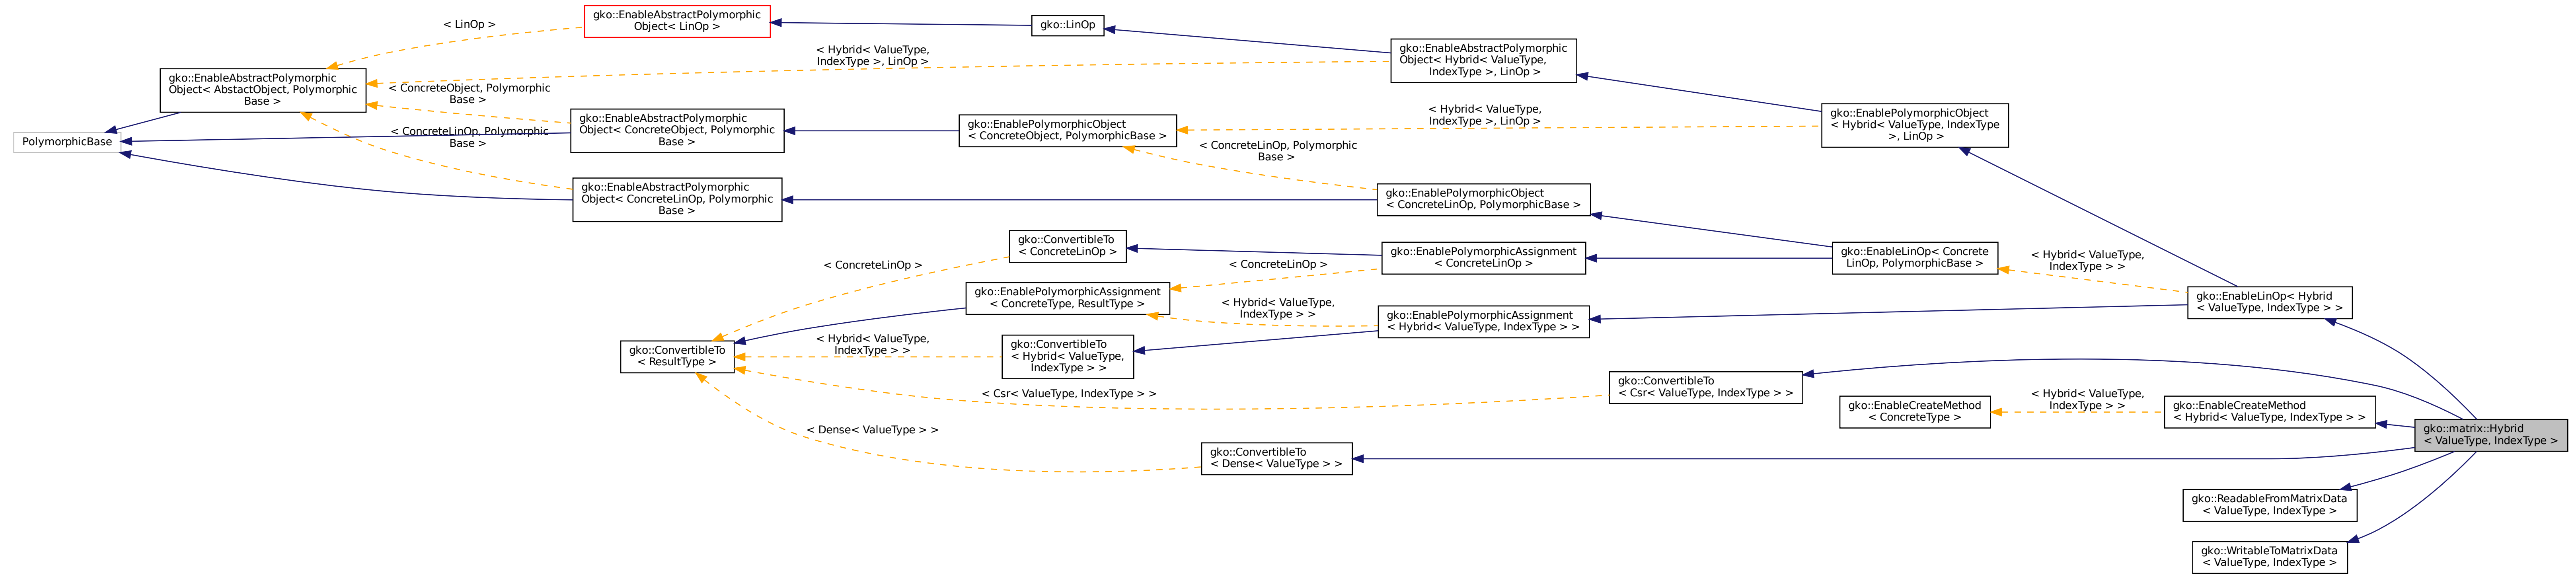 PolymorphicBase
gko::EnableAbstractPolymorphic
Object< AbstactObject, Polymorphic
Base >
< LinOp >
gko::EnableAbstractPolymorphic
Object< LinOp >
gko::LinOp
< Hybrid< ValueType,
IndexType >, LinOp >
gko::EnableAbstractPolymorphic
Object< Hybrid< ValueType,
IndexType >, LinOp >
< ConcreteObject, Polymorphic
Base >
gko::EnableAbstractPolymorphic
Object< ConcreteObject, Polymorphic
Base >
gko::EnablePolymorphicObject
< ConcreteObject, PolymorphicBase >
< Hybrid< ValueType,
IndexType >, LinOp >
gko::EnablePolymorphicObject
< Hybrid< ValueType, IndexType
>, LinOp >
< ConcreteLinOp, Polymorphic
Base >
gko::EnableAbstractPolymorphic
Object< ConcreteLinOp, Polymorphic
Base >
< ConcreteLinOp, Polymorphic
Base >
gko::EnablePolymorphicObject
< ConcreteLinOp, PolymorphicBase >
gko::ConvertibleTo
< ConcreteLinOp >
gko::EnablePolymorphicAssignment
< ConcreteLinOp >
gko::EnableLinOp< Concrete
LinOp, PolymorphicBase >
< Hybrid< ValueType,
IndexType > >
gko::EnableLinOp< Hybrid
< ValueType, IndexType > >
< ConcreteLinOp >
< ConcreteLinOp >
gko::EnablePolymorphicAssignment
< ConcreteType, ResultType >
< Hybrid< ValueType,
IndexType > >
gko::EnablePolymorphicAssignment
< Hybrid< ValueType, IndexType > >
gko::ConvertibleTo
< ResultType >
< Hybrid< ValueType,
IndexType > >
gko::ConvertibleTo
< Hybrid< ValueType,
IndexType > >
< Csr< ValueType, IndexType > >
gko::ConvertibleTo
< Csr< ValueType, IndexType > >
gko::EnableCreateMethod
< ConcreteType >
< Hybrid< ValueType,
IndexType > >
gko::EnableCreateMethod
< Hybrid< ValueType, IndexType > >
gko::matrix::Hybrid
< ValueType, IndexType >
< Dense< ValueType > >
gko::ConvertibleTo
< Dense< ValueType > >
gko::ReadableFromMatrixData
< ValueType, IndexType >
gko::WritableToMatrixData
< ValueType, IndexType >